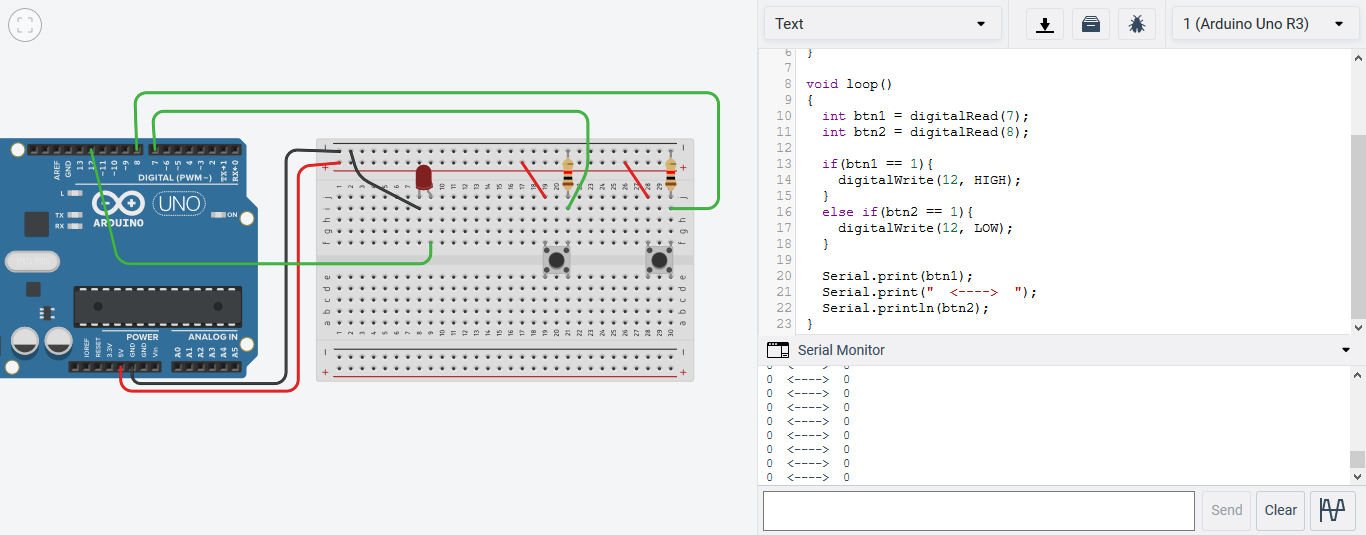 Text
1 (Arduino Uno R3)
6 }
7
8 void loop()
9 {
10 int btn1 = digitalRead(7);
11 int btn2 = digitalRead(8);
12
13 if(btn1 == 1){
14 digitalWrite(12, HIGH);
15 }
16 else if(btn2 == 1){
17 digitalWrite(12, LOW);
18 }
19
20 Serial.print(btn1);
21 Serial.print("  <---->  ");
22 Serial.println(btn2);
23 }
Serial Monitor
0 <----> 0
0 <----> 0
0 <----> 0
0 <----> 0
0 <----> 0
0 <----> 0
0 <----> 0
0 <----> 0
Send
Clear
AREF
GND
13
12
~11
~10
~9
8
7
~6
~5
4
~3
2
TX→1
RX←0
DIGITAL (PWM~)
L
TX
RX
UNO
ARDUINO
ON
POWER
ANALOG IN
IOREF
RESET
3.3V
5V
GND
GND
Vin
A0
A1
A2
A3
A4
A5